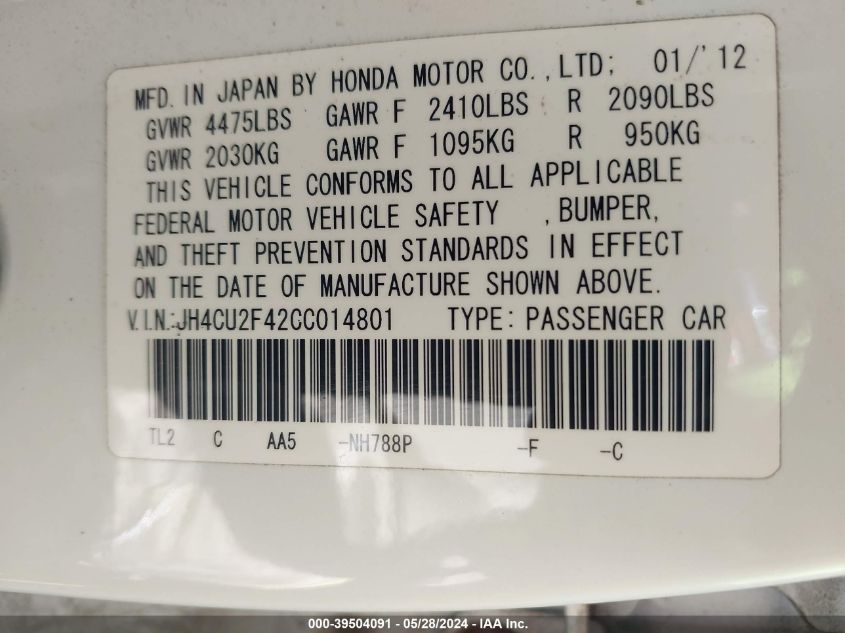 MFD. IN JAPAN BY HONDA MOTOR CO., LTD; 01/'12
GVWR 4475LBS GAWR F 2410LBS R 2090LBS
GVWR 2030KG GAWR F 1095KG R 950KG
THIS VEHICLE CONFORMS TO ALL APPLICABLE
FEDERAL MOTOR VEHICLE SAFETY , BUMPER,
AND THEFT PREVENTION STANDARDS IN EFFECT
ON THE DATE OF MANUFACTURE SHOWN ABOVE.
V.I.N.:JH4CU2F42CC014801 TYPE: PASSENGER CAR
TL2 C AA5 -NH788P -F -C
000-39504091 - 05/28/2024 - IAA Inc.